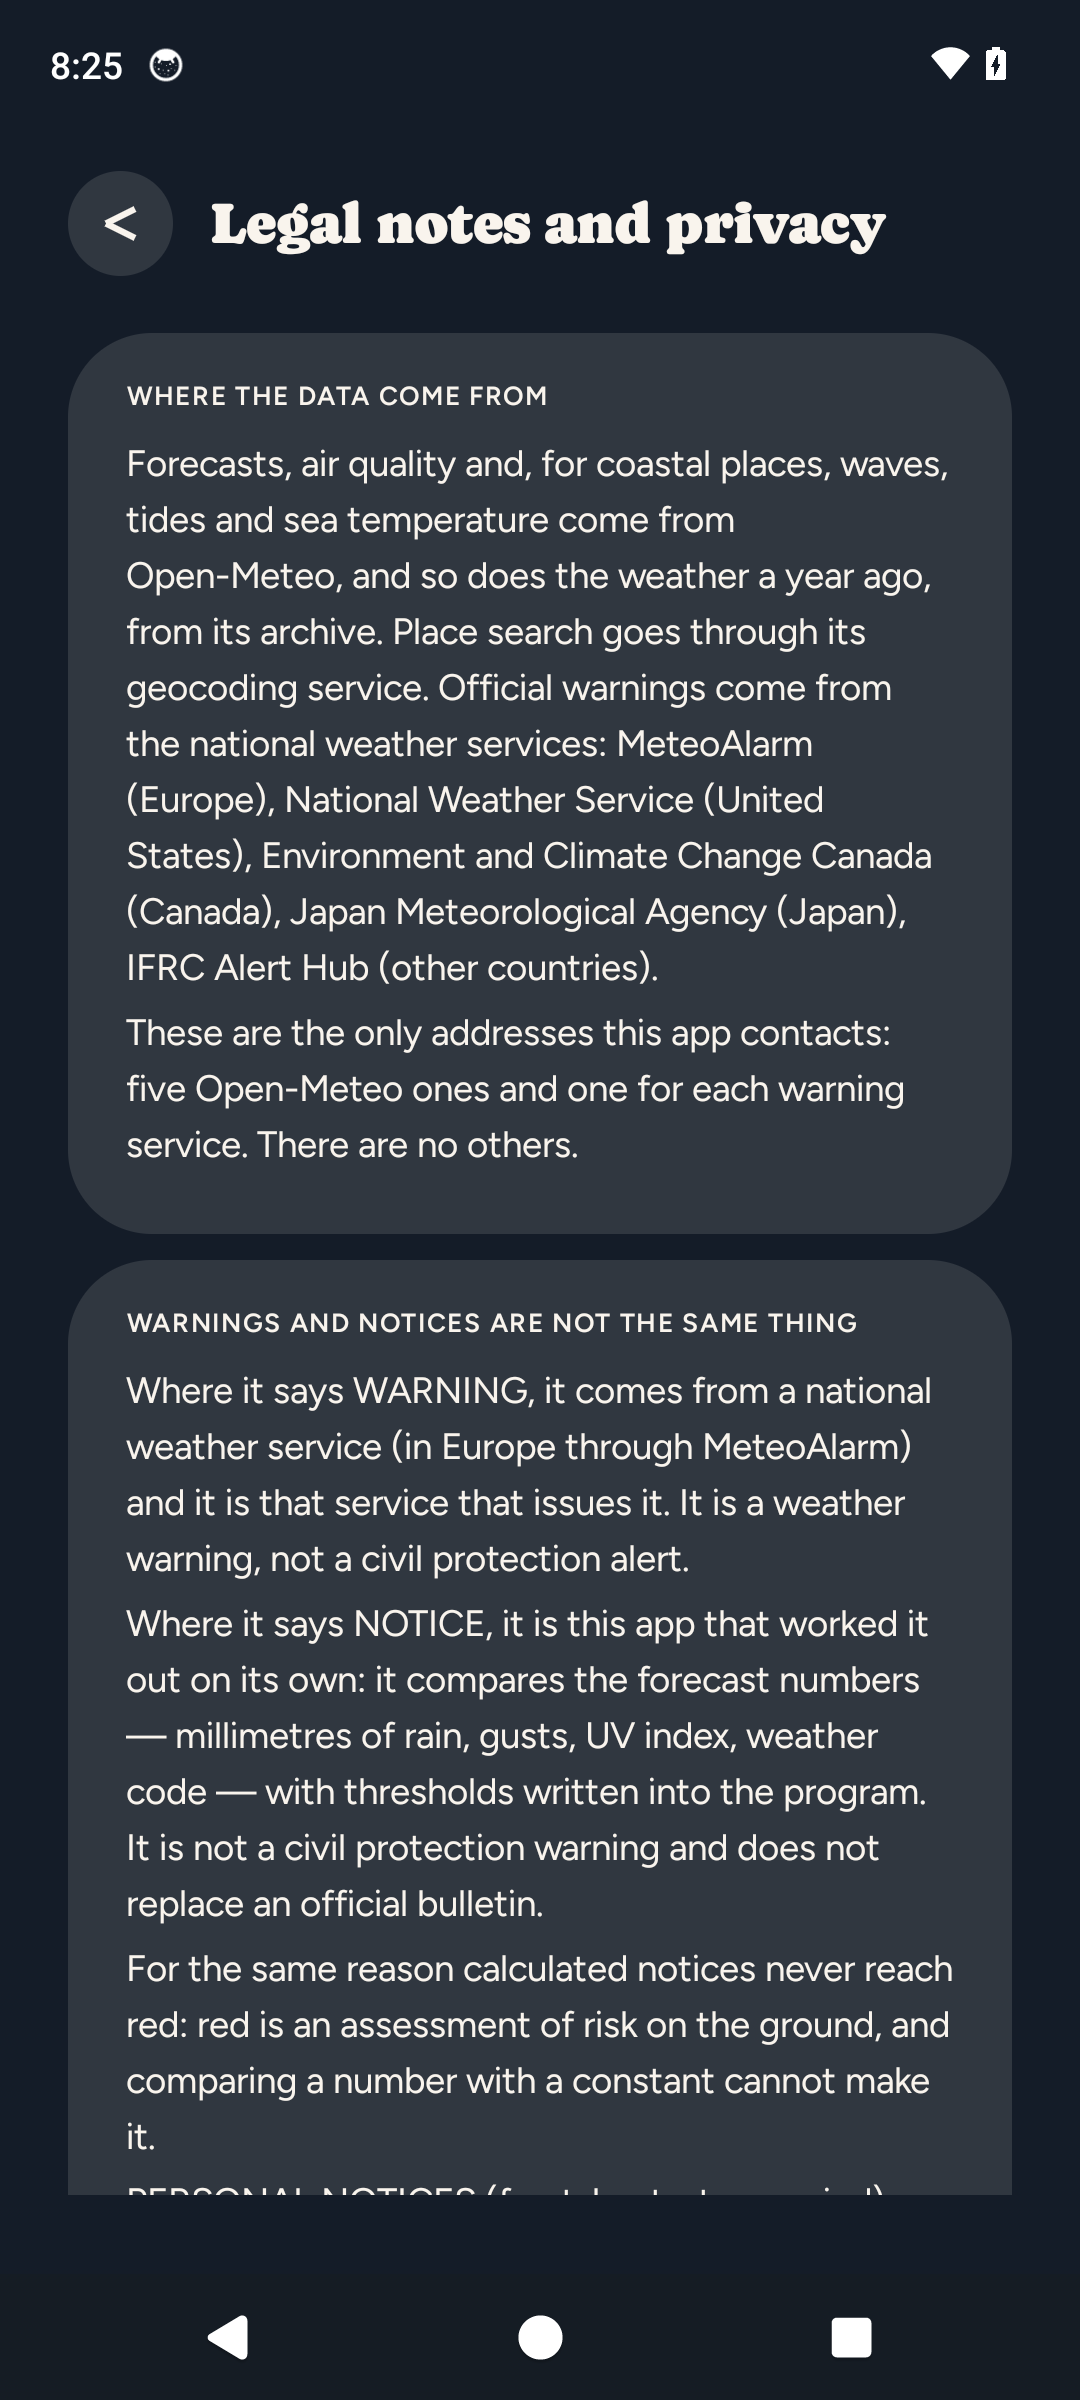 8:25
<
Legal notes and privacy
WHERE THE DATA COME FROM
Forecasts, air quality and, for coastal places, waves,
tides and sea temperature come from
Open-Meteo, and so does the weather a year ago,
from its archive. Place search goes through its
geocoding service. Official warnings come from
the national weather services: MeteoAlarm
(Europe), National Weather Service (United
States), Environment and Climate Change Canada
(Canada), Japan Meteorological Agency (Japan),
IFRC Alert Hub (other countries).
These are the only addresses this app contacts:
five Open-Meteo ones and one for each warning
service. There are no others.
WARNINGS AND NOTICES ARE NOT THE SAME THING
Where it says WARNING, it comes from a national
weather service (in Europe through MeteoAlarm)
and it is that service that issues it. It is a weather
warning, not a civil protection alert.
Where it says NOTICE, it is this app that worked it
out on its own: it compares the forecast numbers
— millimetres of rain, gusts, UV index, weather
code — with thresholds written into the program.
It is not a civil protection warning and does not
replace an official bulletin.
For the same reason calculated notices never reach
red: red is an assessment of risk on the ground, and
comparing a number with a constant cannot make
it.
PERSONAL NOTICES